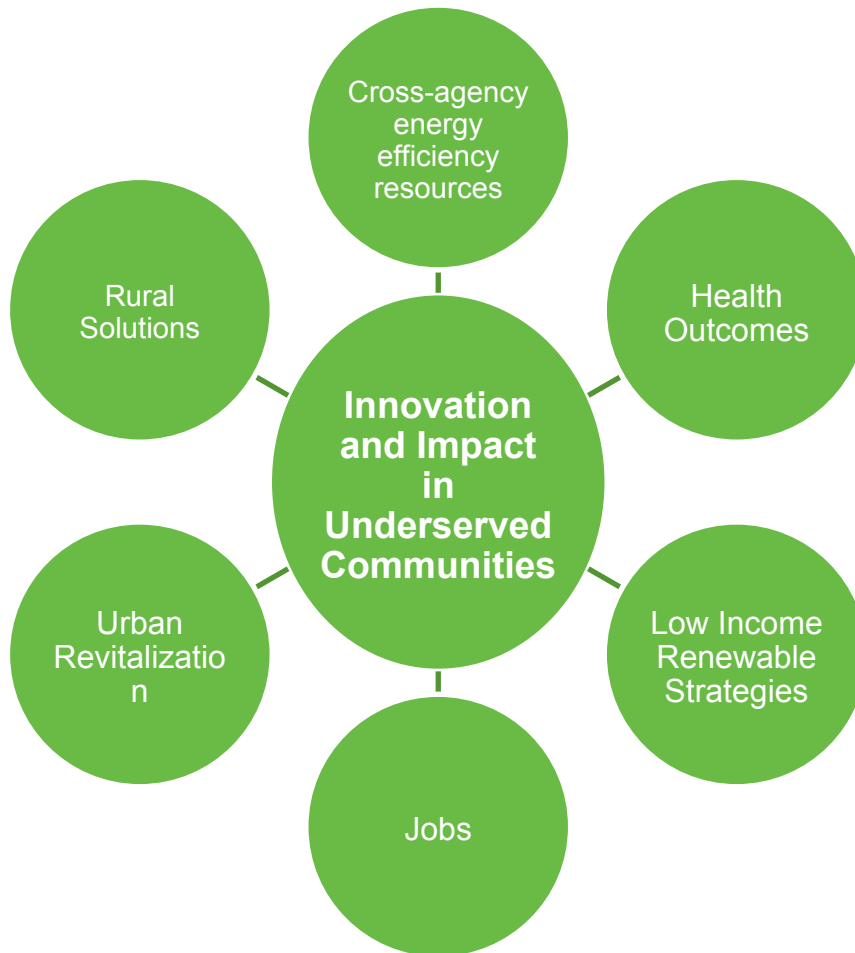 Cross-agency
energy
efficiency
resources
Rural
Solutions
Health
Outcomes
Innovation
and Impact
in
Underserved
Communities
Urban
Revitalizatio
n
Low Income
Renewable
Strategies
Jobs